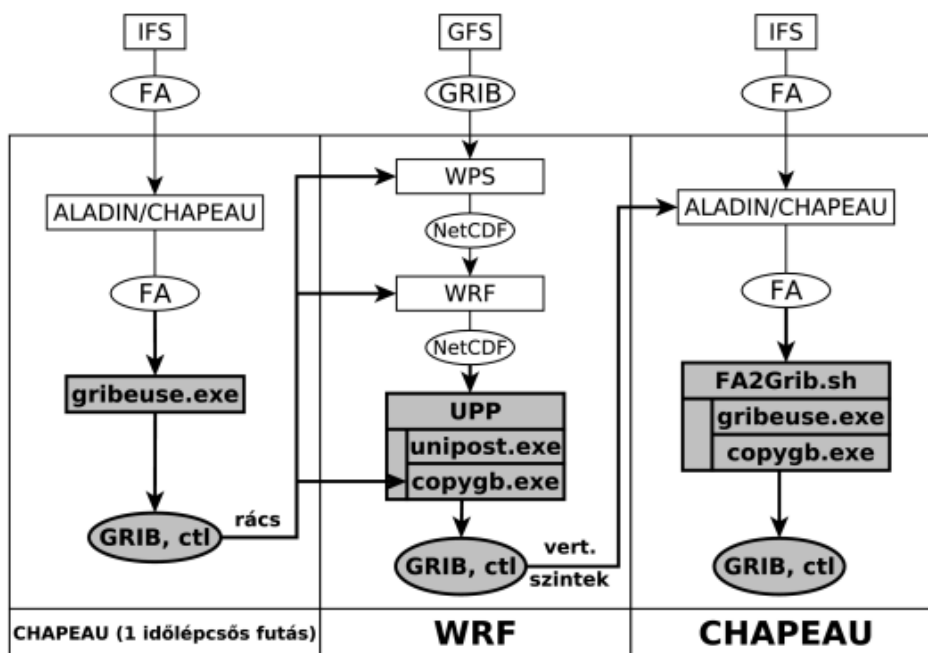 IFS
FA
ALADIN/CHAPEAU
FA
gribeuse.exe
GRIB, ctl
rács
CHAPEAU (1 időlépcsős futás)
GFS
GRIB
WPS
NetCDF
WRF
NetCDF
UPP
unipost.exe
copygb.exe
GRIB, ctl
vert.
szintek
WRF
IFS
FA
ALADIN/CHAPEAU
FA
FA2Grib.sh
gribeuse.exe
copygb.exe
GRIB, ctl
CHAPEAU